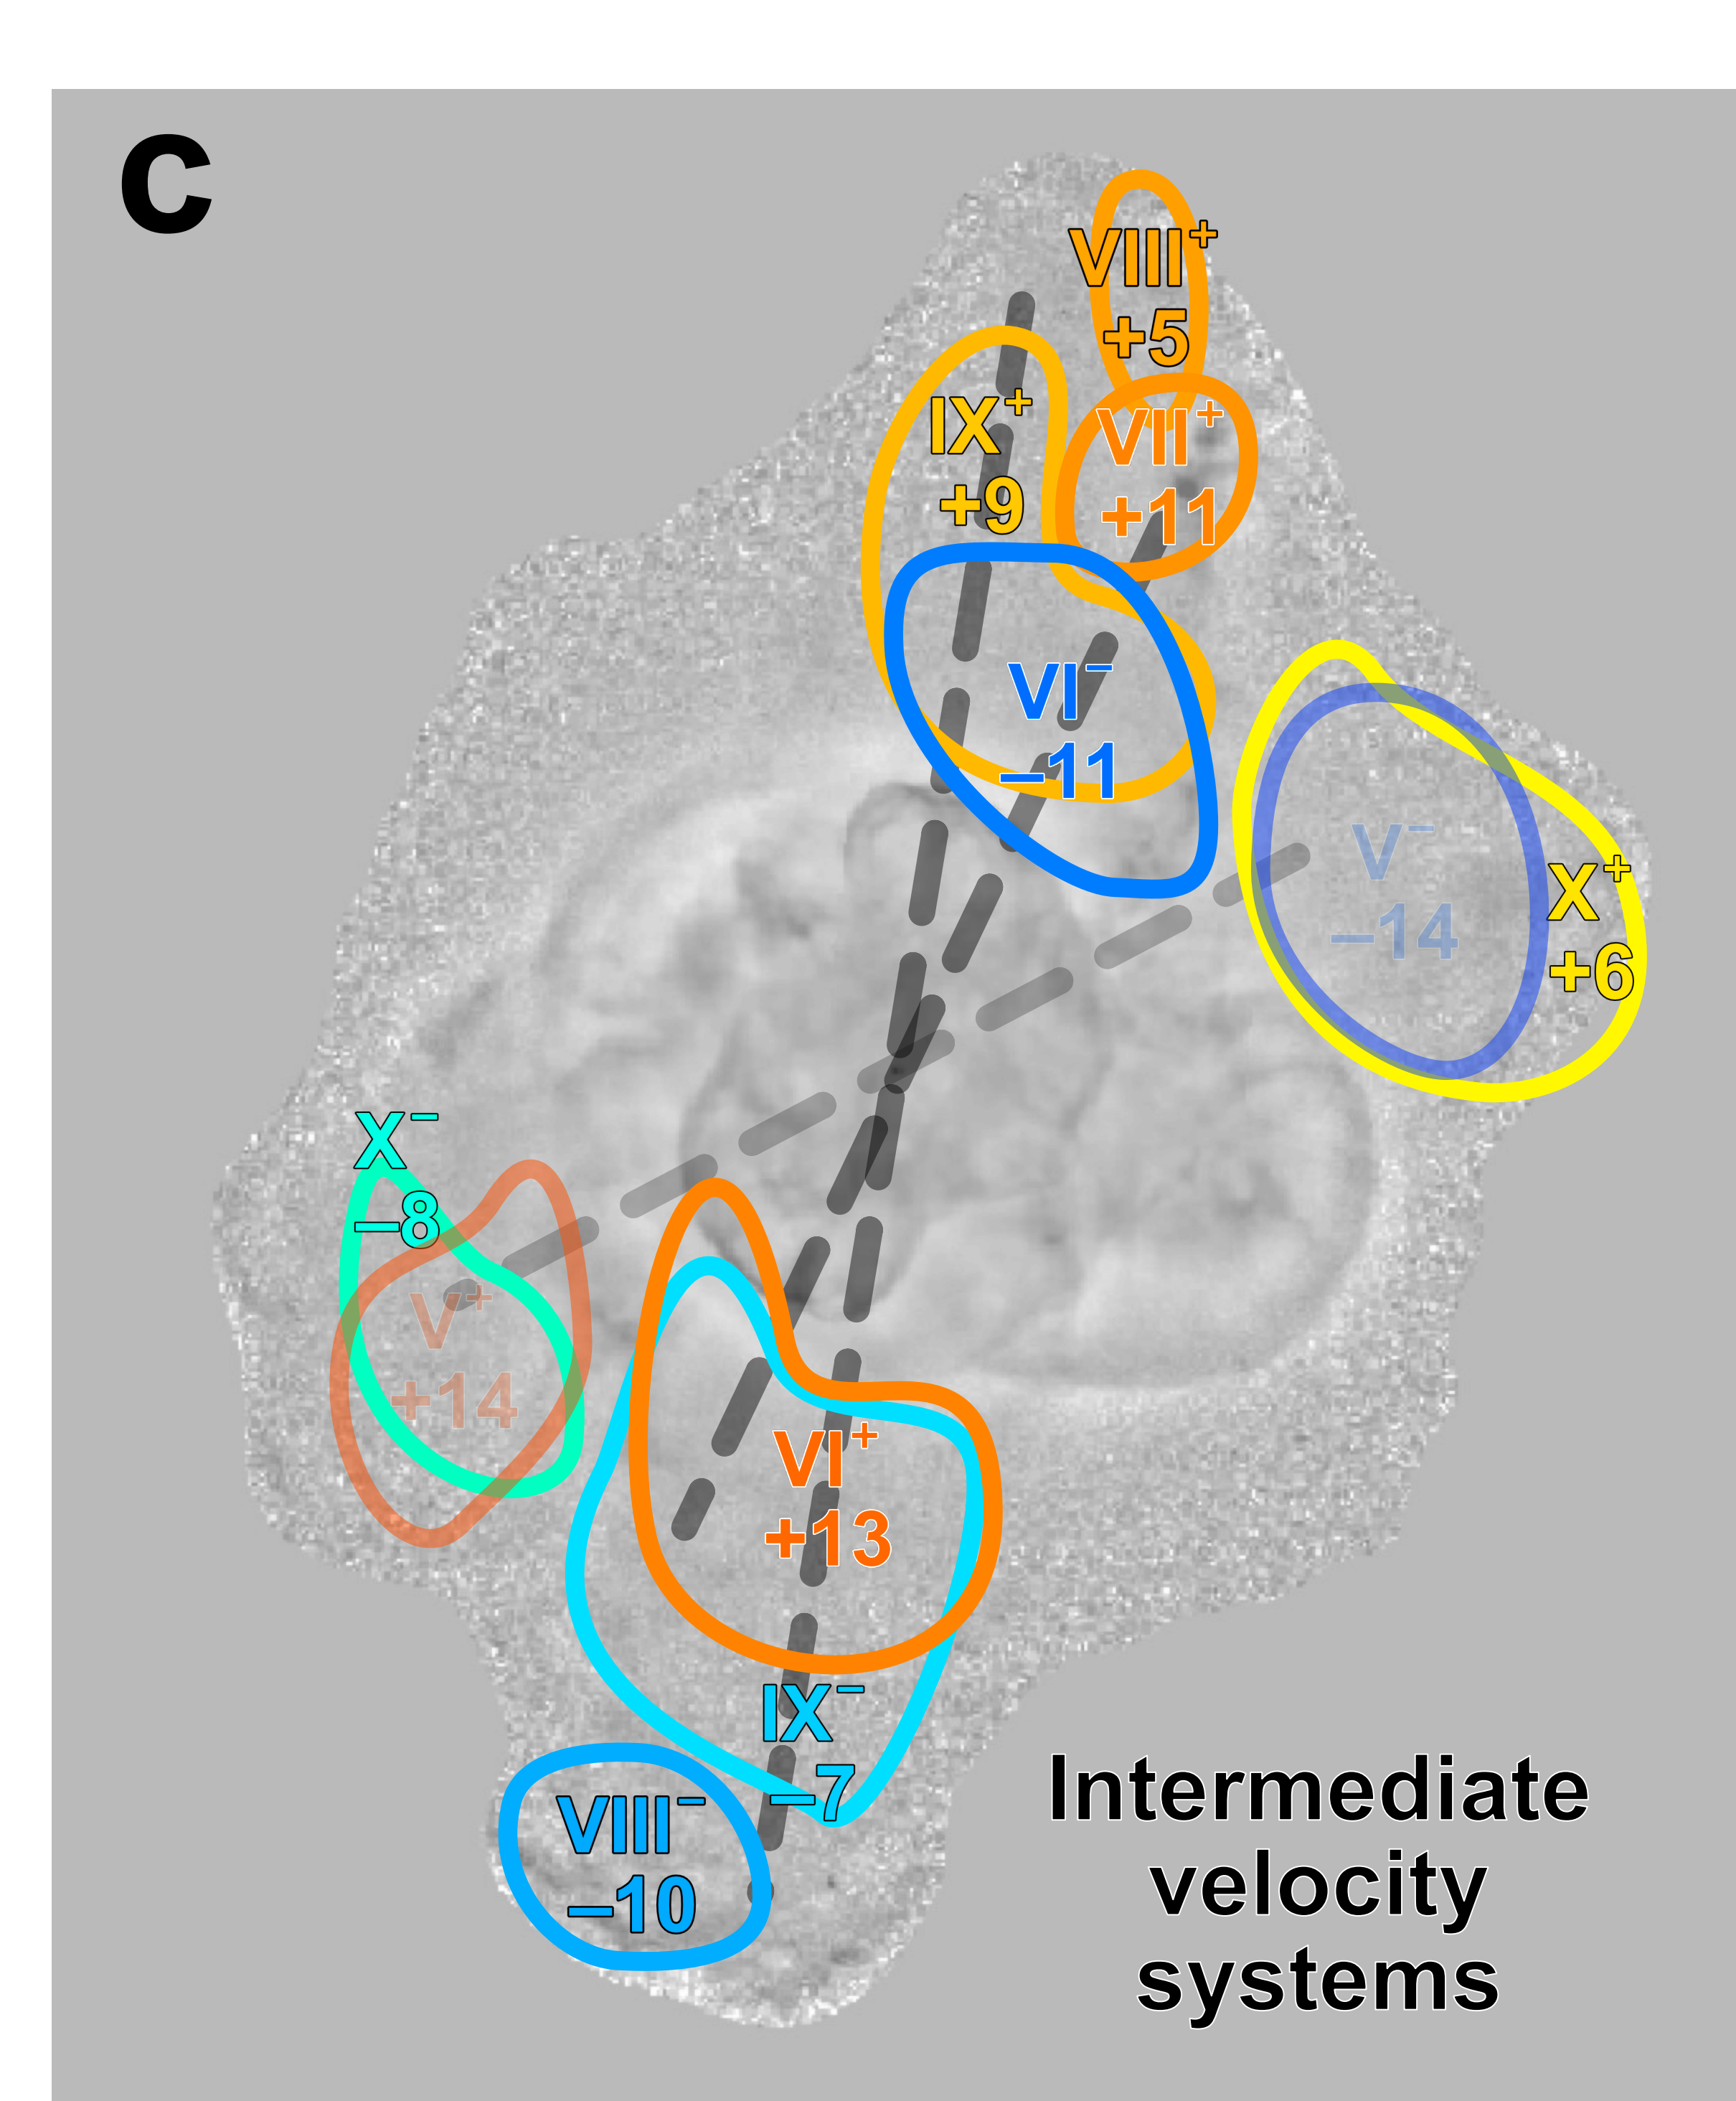 C
VIII⁺
+5
IX⁺
+9
VII⁺
+11
VI⁻
–11
V⁻
–14
X⁺
+6
X⁻
–8
V⁺
+14
VI⁺
+13
IX⁻
–7
VIII⁻
–10
Intermediate
velocity
systems